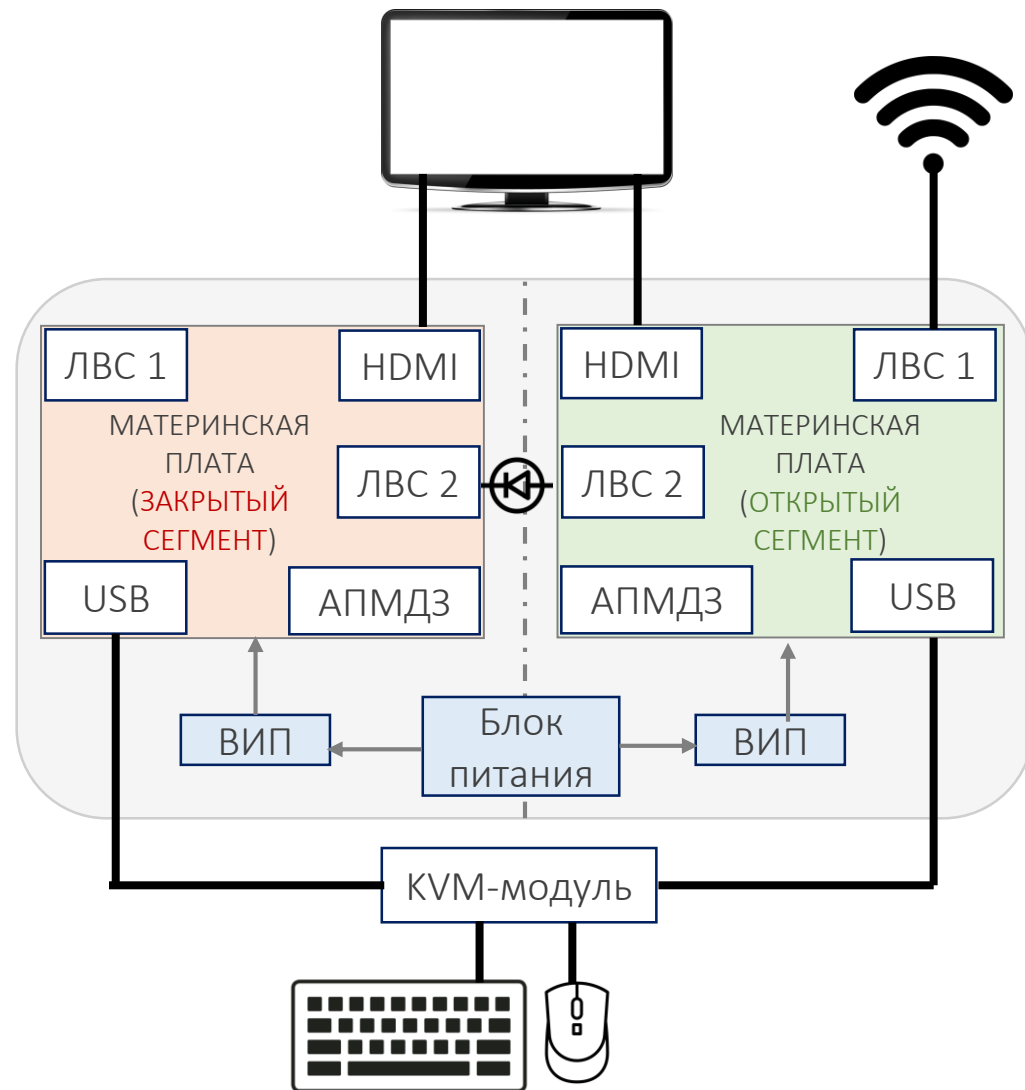 ЛВС 1
HDMI
МАТЕРИНСКАЯ
ПЛАТА
(ЗАКРЫТЫЙ
СЕГМЕНТ)
ЛВС 2
USB
АПМДЗ
HDMI
ЛВС 1
МАТЕРИНСКАЯ
ПЛАТА
(ОТКРЫТЫЙ
СЕГМЕНТ)
ЛВС 2
АПМДЗ
USB
ВИП
Блок
питания
ВИП
KVM-модуль